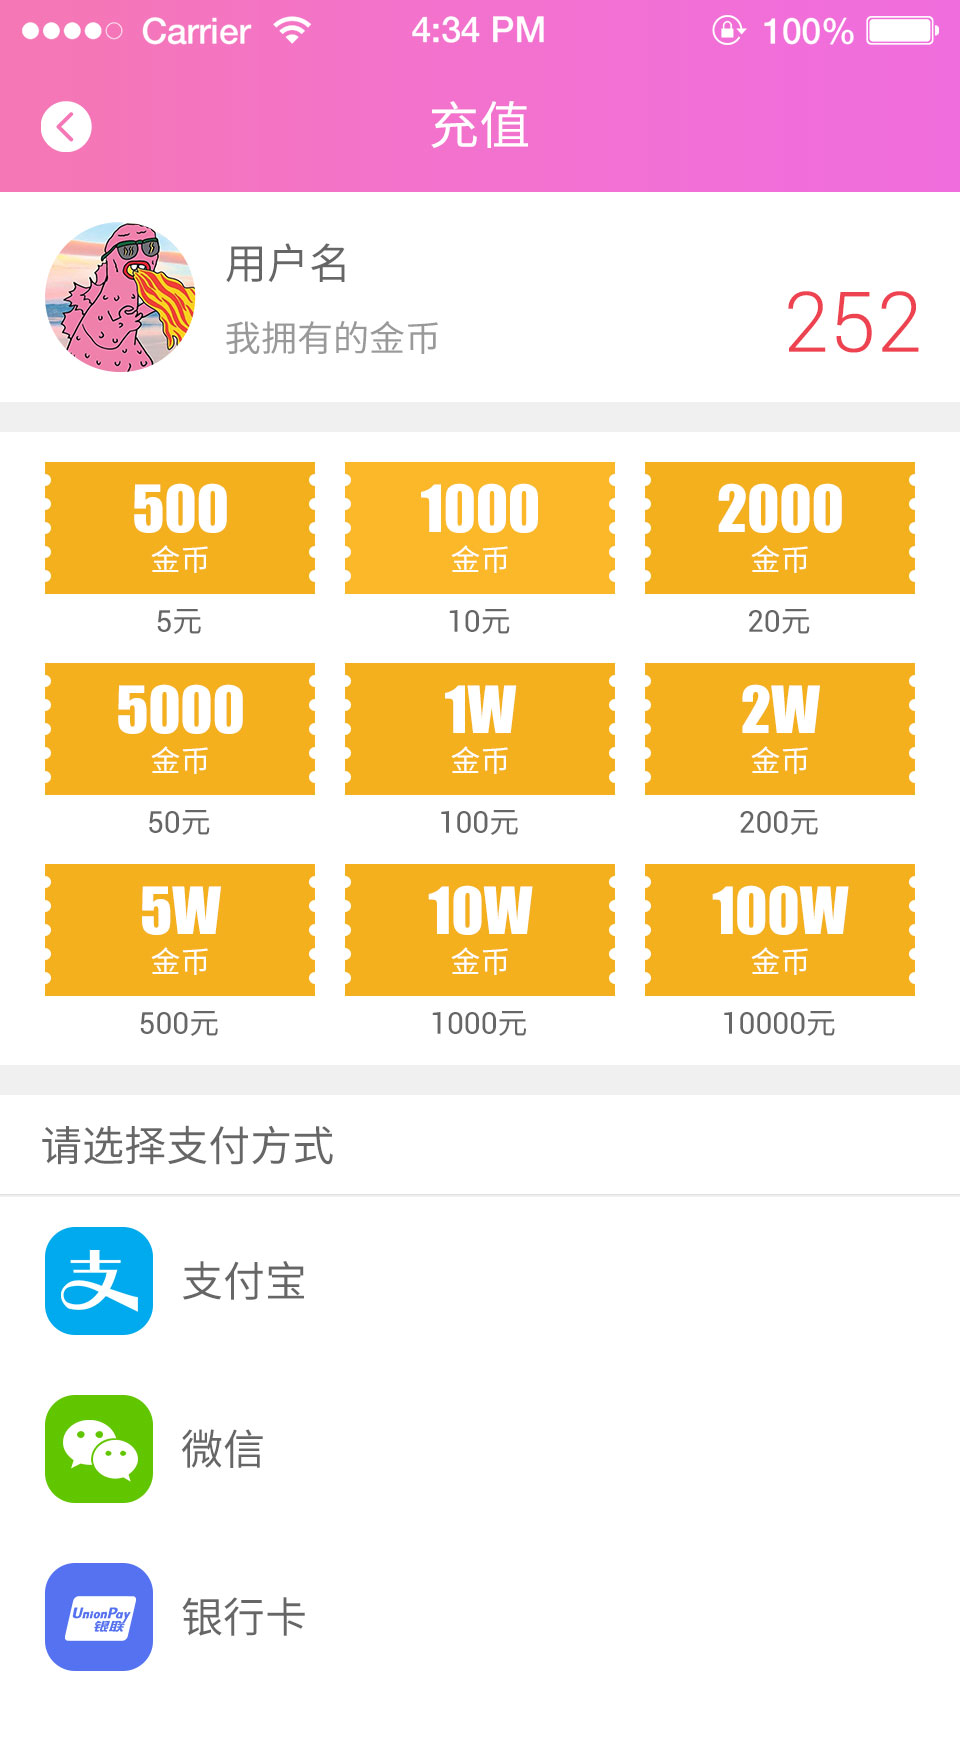 Carrier 4:34 PM 100%
充值
用户名
我拥有的金币
252
500 1000 2000
金币 金币 金币
5元 10元 20元
5000 1W 2W
金币 金币 金币
50元 100元 200元
5W 10W 100W
金币 金币 金币
500元 1000元 10000元
请选择支付方式
支 支付宝
微信
UnionPay
银联
银行卡